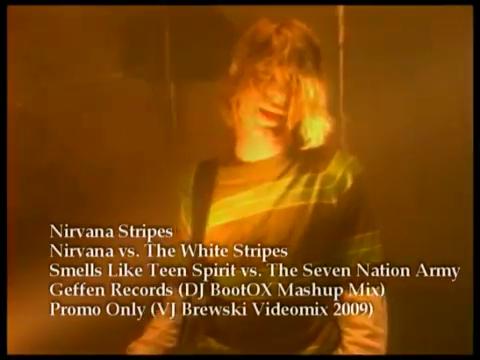 Nirvana Stripes
Nirvana vs. The White Stripes
Smells Like Teen Spirit vs. The Seven Nation Army
Geffen Records (DJ BootOX Mashup Mix)
Promo Only (VJ Brewski Videomix 2009)